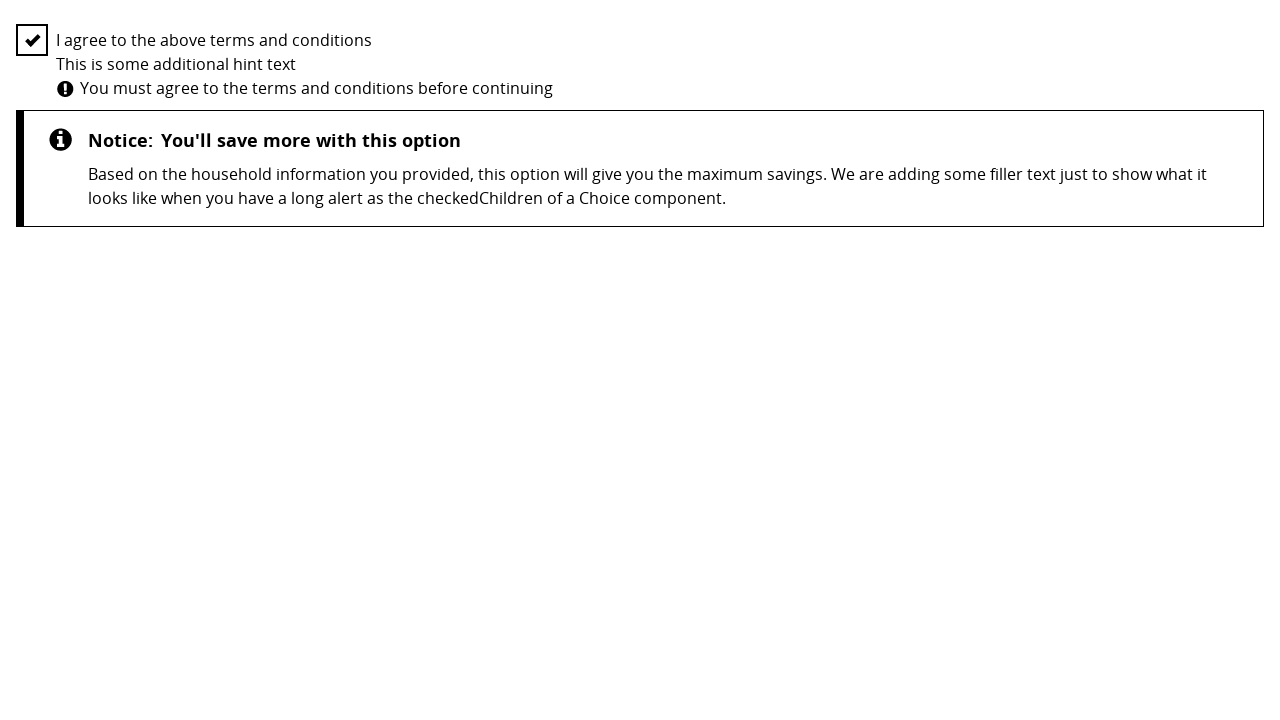 I agree to the above terms and conditions
This is some additional hint text
You must agree to the terms and conditions before continuing
Notice: You'll save more with this option
Based on the household information you provided, this option will give you the maximum savings. We are adding some filler text just to show what it
looks like when you have a long alert as the checkedChildren of a Choice component.